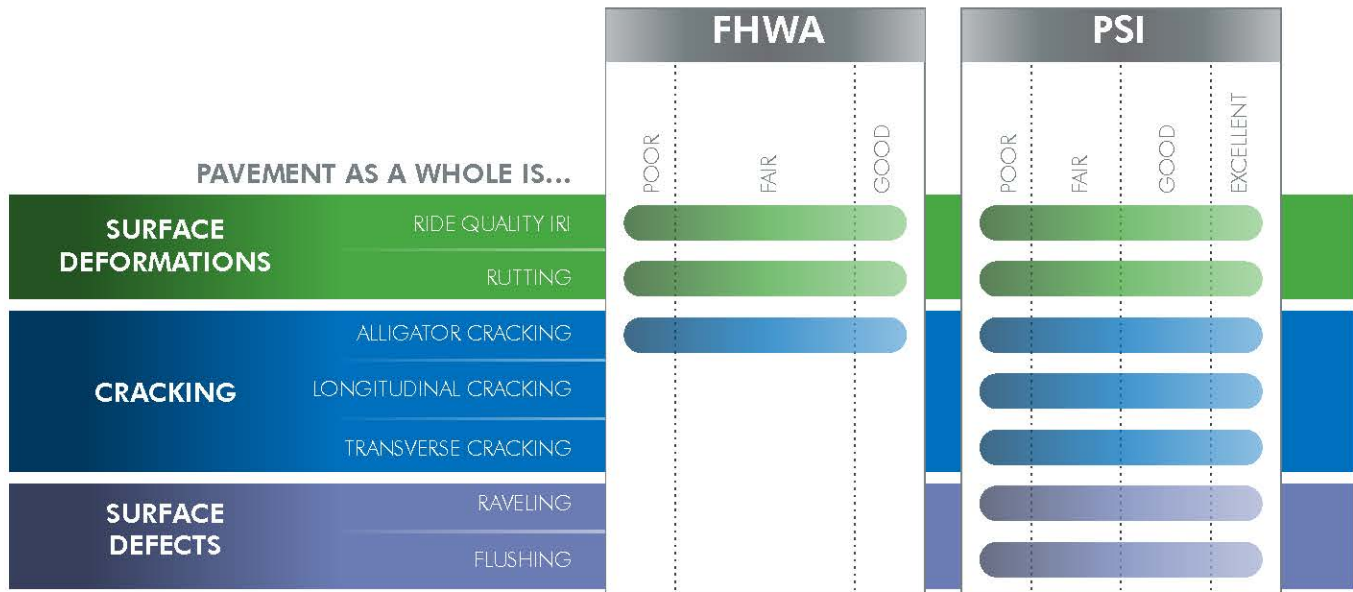 FHWA
PSI
POOR
FAIR
GOOD
POOR
FAIR
GOOD
EXCELLENT
PAVEMENT AS A WHOLE IS...
SURFACE
DEFORMATIONS
RIDE QUALITY IRI
RUTTING
CRACKING
ALLIGATOR CRACKING
LONGITUDINAL CRACKING
TRANSVERSE CRACKING
SURFACE
DEFECTS
RAVELING
FLUSHING